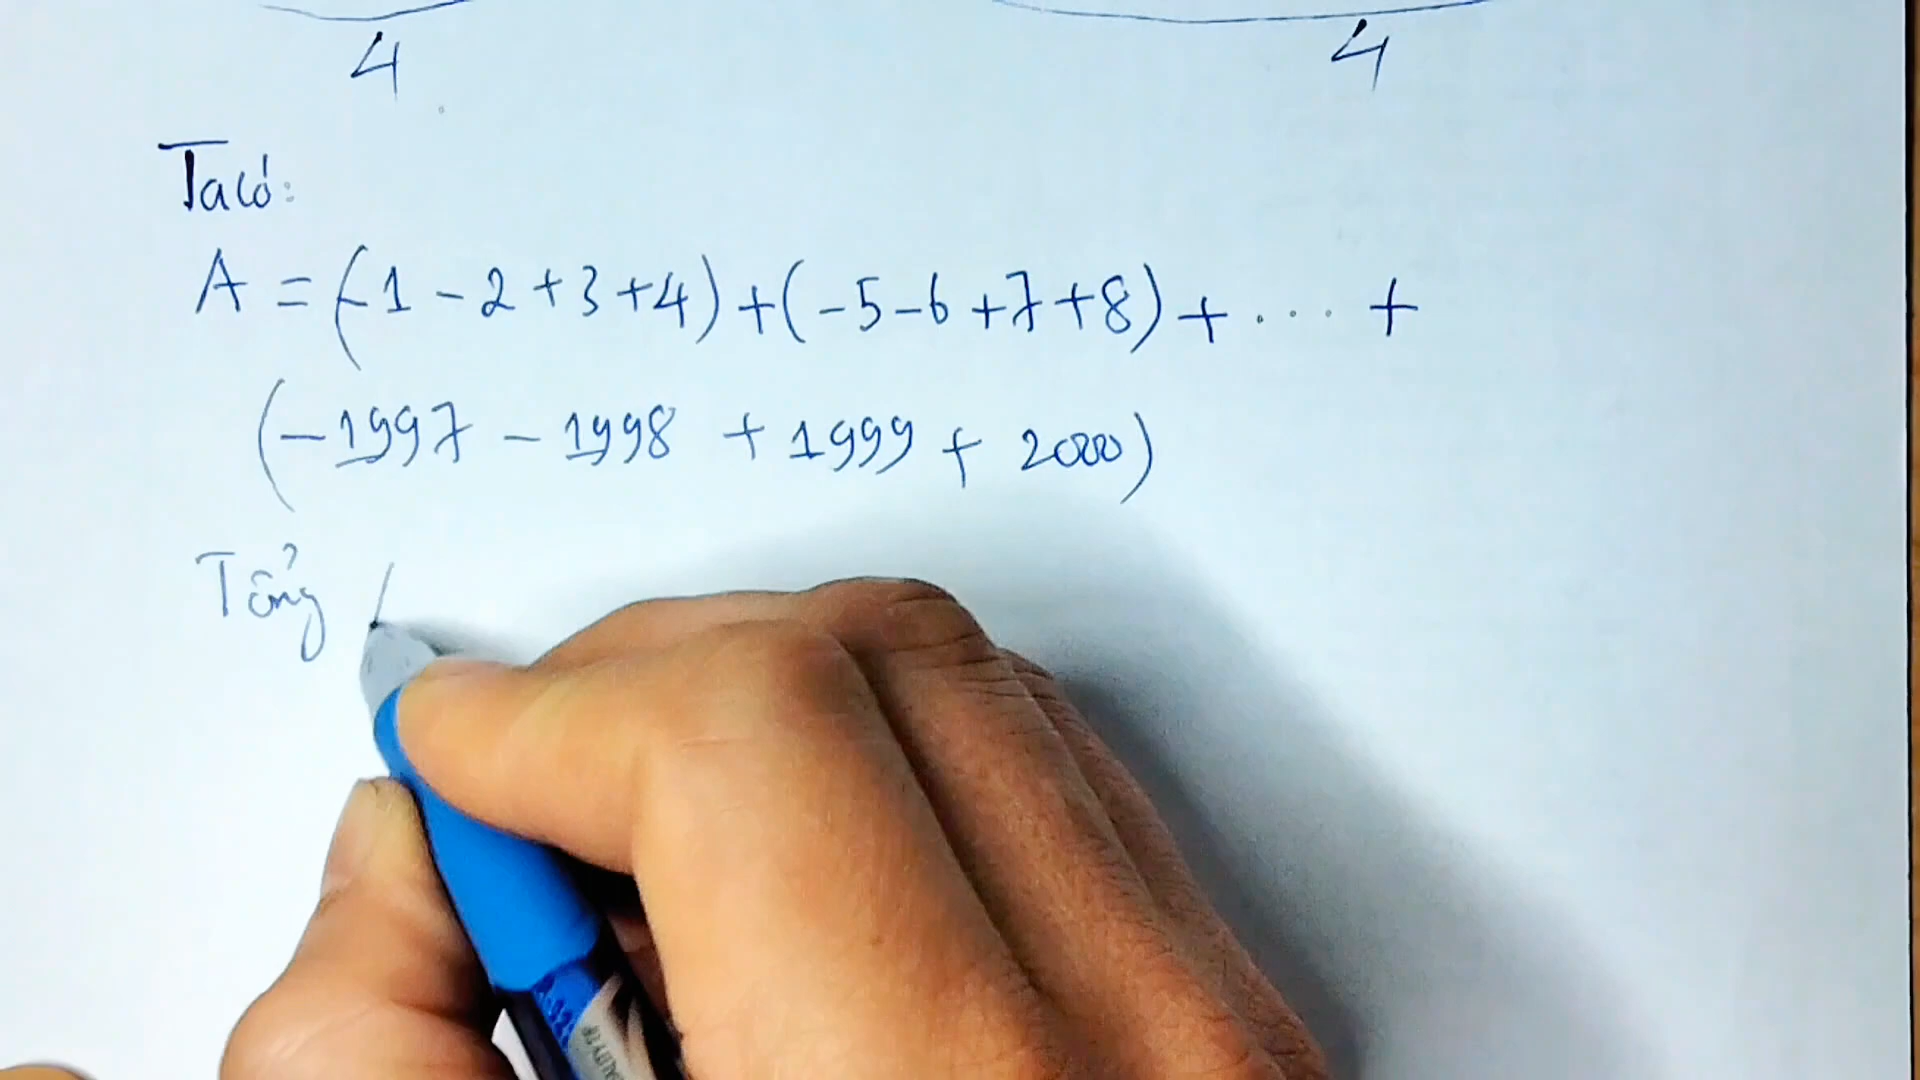 4 4
Ta có:
A = (-1 - 2 + 3 + 4) + (-5 - 6 + 7 + 8) + .... +
(-1997 - 1998 + 1999 + 2000)
Tổng